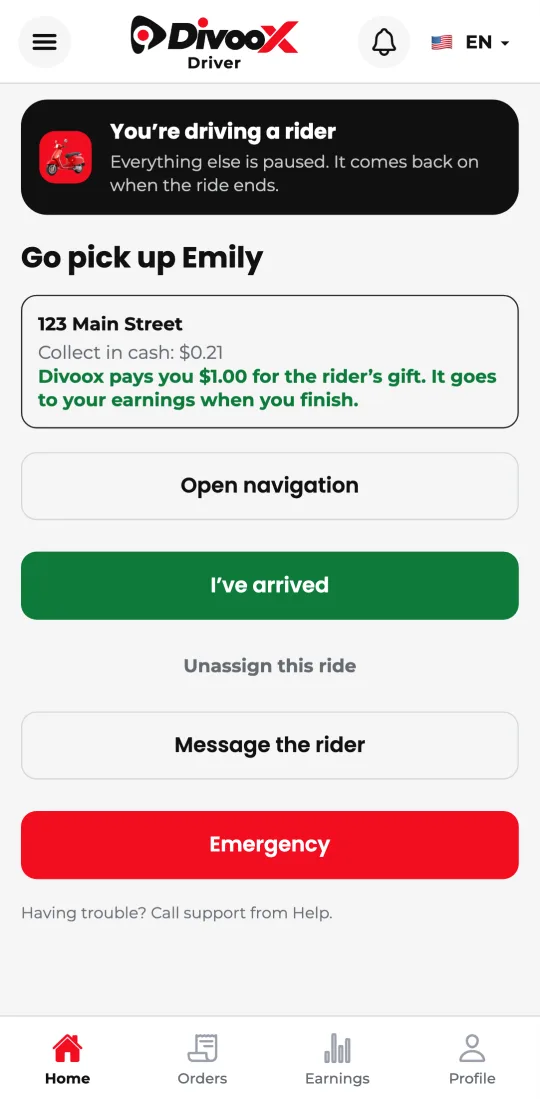 DivooX
Driver
EN
You’re driving a rider
Everything else is paused. It comes back on
when the ride ends.
Go pick up Emily
123 Main Street
Collect in cash: $0.21
Divoox pays you $1.00 for the rider’s gift. It goes
to your earnings when you finish.
Open navigation
I’ve arrived
Unassign this ride
Message the rider
Emergency
Having trouble? Call support from Help.
Home
Orders
Earnings
Profile